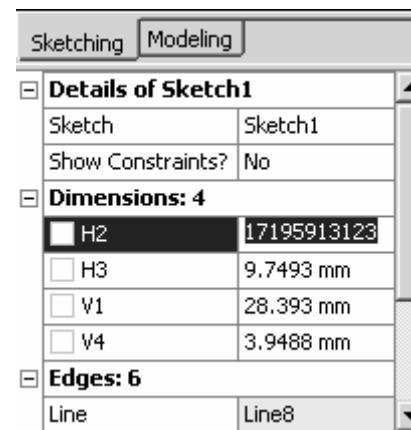 Sketching Modeling
Details of Sketch1
Sketch Sketch1
Show Constraints? No
Dimensions: 4
H2 17195913123
H3 9.7493 mm
V1 28.393 mm
V4 3.9488 mm
Edges: 6
Line Line8